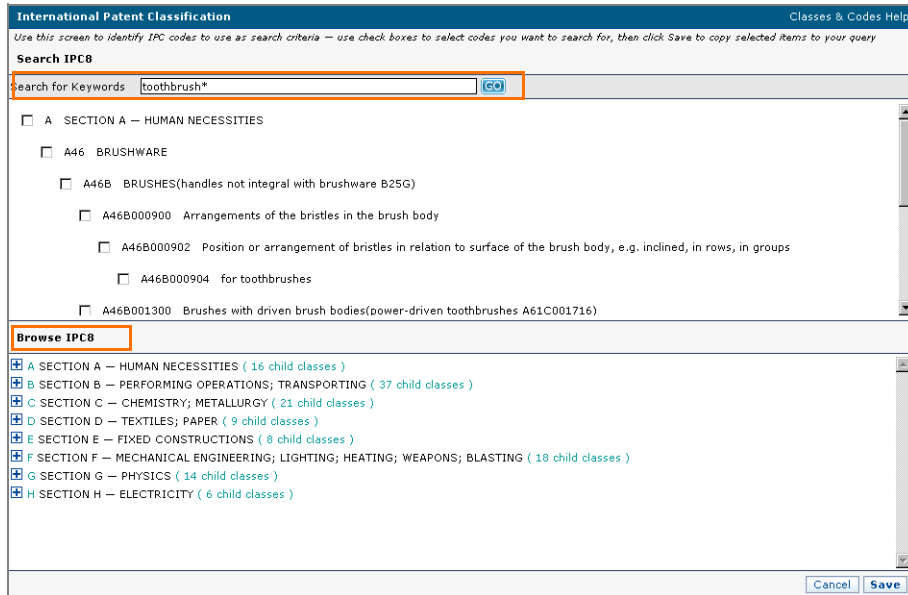 International Patent Classification Classes & Codes Help
Use this screen to identify IPC codes to use as search criteria — use check boxes to select codes you want to search for, then click Save to copy selected items to your query
Search IPC8
Search for Keywords toothbrush* GO
A SECTION A — HUMAN NECESSITIES
A46 BRUSHWARE
A46B BRUSHES(handles not integral with brushware B25G)
A46B000900 Arrangements of the bristles in the brush body
A46B000902 Position or arrangement of bristles in relation to surface of the brush body, e.g. inclined, in rows, in groups
A46B000904 for toothbrushes
A46B001300 Brushes with driven brush bodies(power-driven toothbrushes A61C001716)
Browse IPC8
A SECTION A — HUMAN NECESSITIES ( 16 child classes )
B SECTION B — PERFORMING OPERATIONS; TRANSPORTING ( 37 child classes )
C SECTION C — CHEMISTRY; METALLURGY ( 21 child classes )
D SECTION D — TEXTILES; PAPER ( 9 child classes )
E SECTION E — FIXED CONSTRUCTIONS ( 8 child classes )
F SECTION F — MECHANICAL ENGINEERING; LIGHTING; HEATING; WEAPONS; BLASTING ( 18 child classes )
G SECTION G — PHYSICS ( 14 child classes )
H SECTION H — ELECTRICITY ( 6 child classes )
Cancel Save